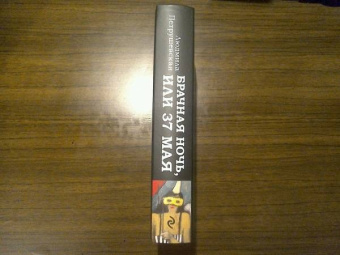 Людмила
Петрушевская
БРАЧНАЯ НОЧЬ,
ИЛИ 37 МАЯ